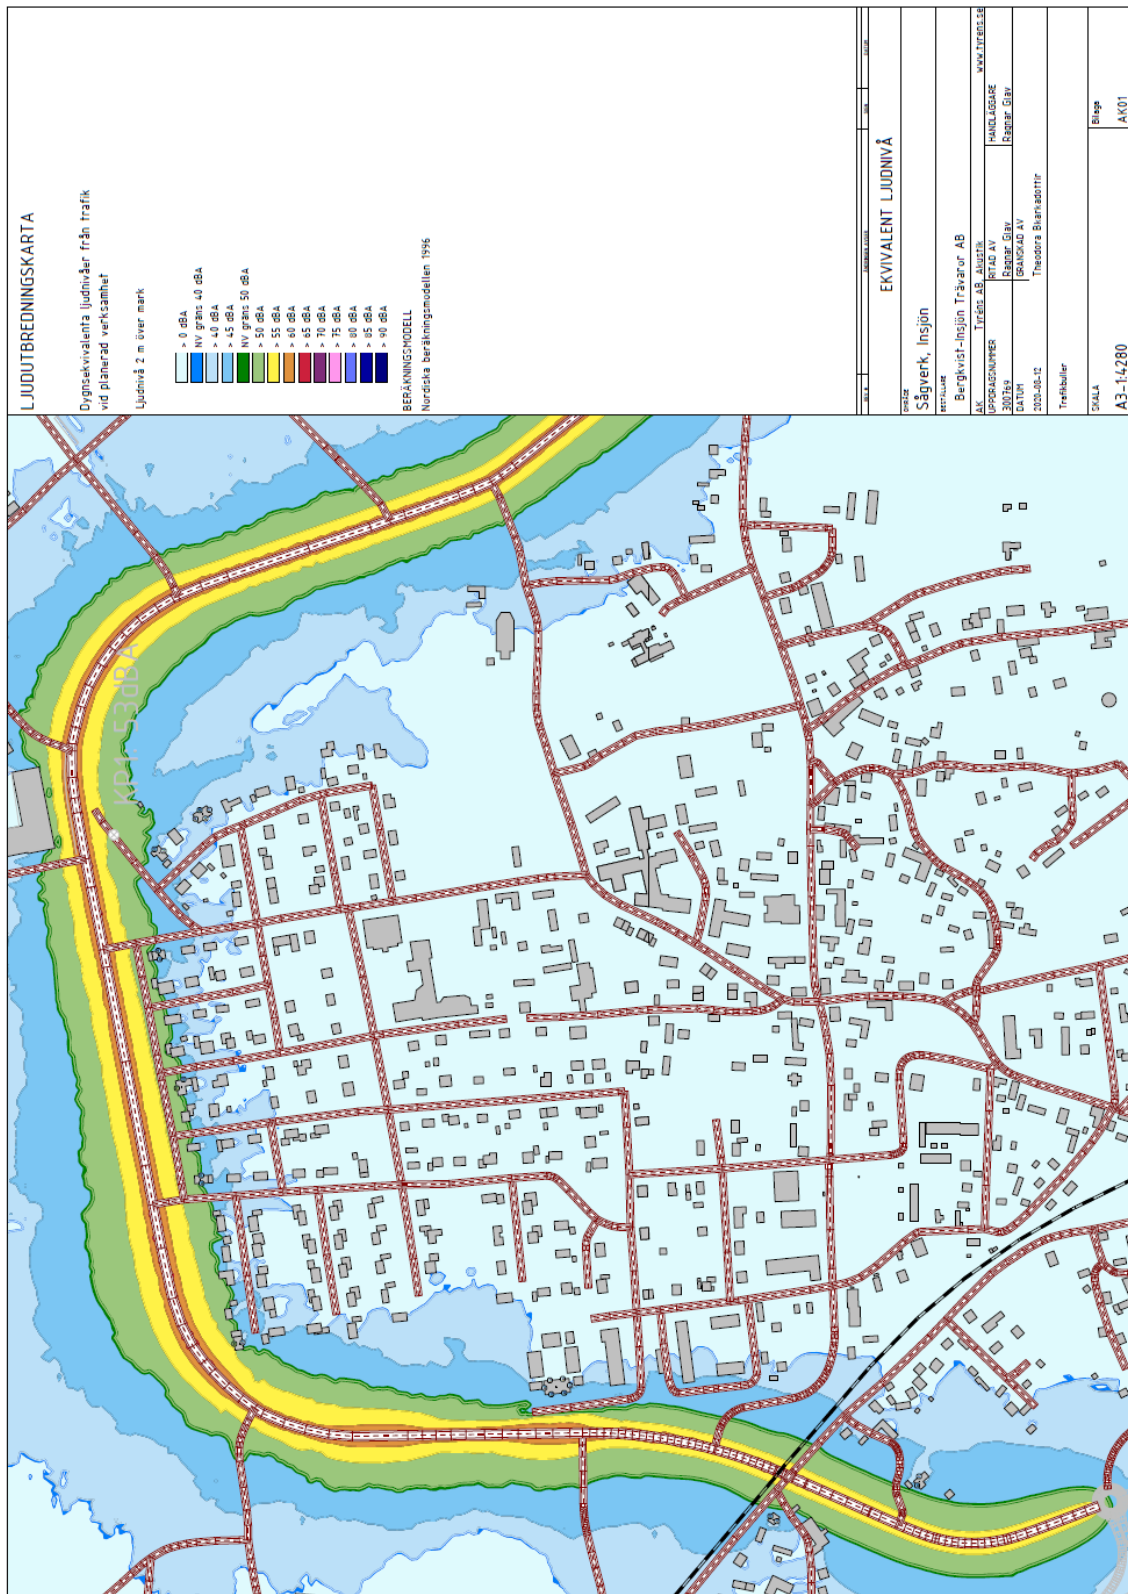 LJUDUTBREDNINGSKARTA
Dygnsekvivalenta ljudnivåer från trafik
vid planerad verksamhet
Ljudnivå 2 m över mark
> 0 dBA
NV gräns 40 dBA
> 40 dBA
> 45 dBA
NV gräns 50 dBA
> 50 dBA
> 55 dBA
> 60 dBA
> 65 dBA
> 70 dBA
> 75 dBA
> 80 dBA
> 85 dBA
> 90 dBA
BERÄKNINGSMODELL
Nordiska beräkningsmodellen 1996
KP1: 53dBA
EKVIVALENT LJUDNIVÅ
OMRÅDE
Sågverk, Insjön
BESTÄLLARE
Bergkvist-Insjön Trävaror AB
AK Tyréns AB, Akustik www.tyrens.se
UPPDRAGSNUMMER RITAD AV HANDLÄGGARE
300769 Ragnar Glav Ragnar Glav
DATUM GRANSKAD AV
2020-08-12 Theodora Bkarkadottir
Trafikbuller
SKALA Bilaga
A3-1:4280 AK01